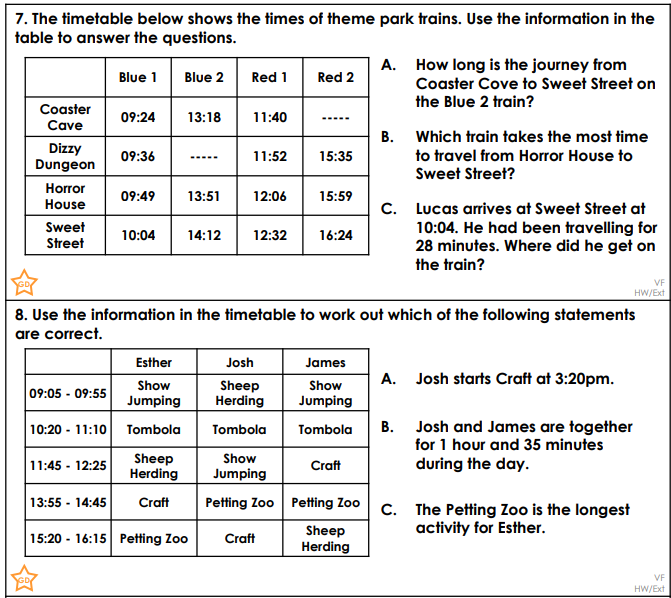 7. The timetable below shows the times of theme park trains. Use the information in the
table to answer the questions.
Blue 1 Blue 2 Red 1 Red 2
Coaster
Cave 09:24 13:18 11:40 -----
Dizzy
Dungeon 09:36 ----- 11:52 15:35
Horror
House 09:49 13:51 12:06 15:59
Sweet
Street 10:04 14:12 12:32 16:24
A. How long is the journey from
Coaster Cove to Sweet Street on
the Blue 2 train?
B. Which train takes the most time
to travel from Horror House to
Sweet Street?
C. Lucas arrives at Sweet Street at
10:04. He had been travelling for
28 minutes. Where did he get on
the train?
GD
VF
HW/Ext
8. Use the information in the timetable to work out which of the following statements
are correct.
Esther Josh James
09:05 - 09:55 Show Jumping Sheep Herding Show Jumping
10:20 - 11:10 Tombola Tombola Tombola
11:45 - 12:25 Sheep Herding Show Jumping Craft
13:55 - 14:45 Craft Petting Zoo Petting Zoo
15:20 - 16:15 Petting Zoo Craft Sheep Herding
A. Josh starts Craft at 3:20pm.
B. Josh and James are together
for 1 hour and 35 minutes
during the day.
C. The Petting Zoo is the longest
activity for Esther.
GD
VF
HW/Ext